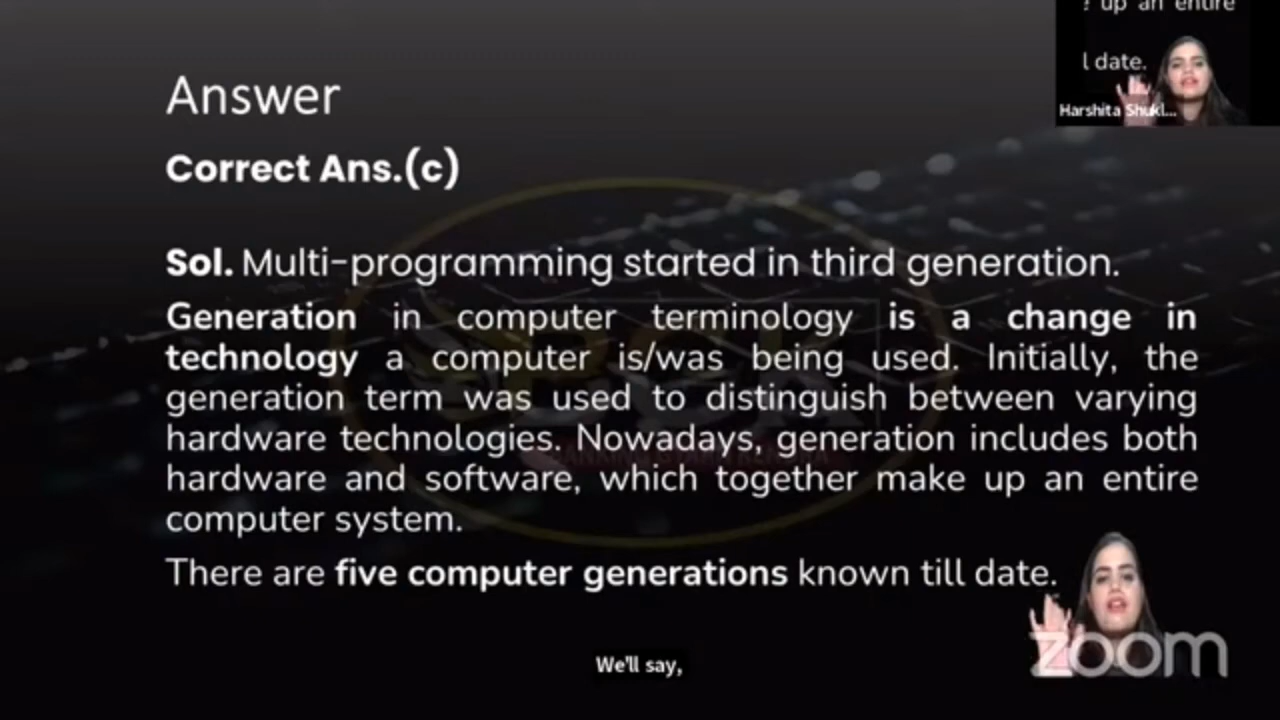 ? up an entire
l date.
Harshita Shukl...
Answer
Correct Ans.(c)
Sol. Multi-programming started in third generation.
Generation in computer terminology is a change in
technology a computer is/was being used. Initially, the
generation term was used to distinguish between varying
hardware technologies. Nowadays, generation includes both
hardware and software, which together make up an entire
computer system.
There are five computer generations known till date.
zoom
We'll say,